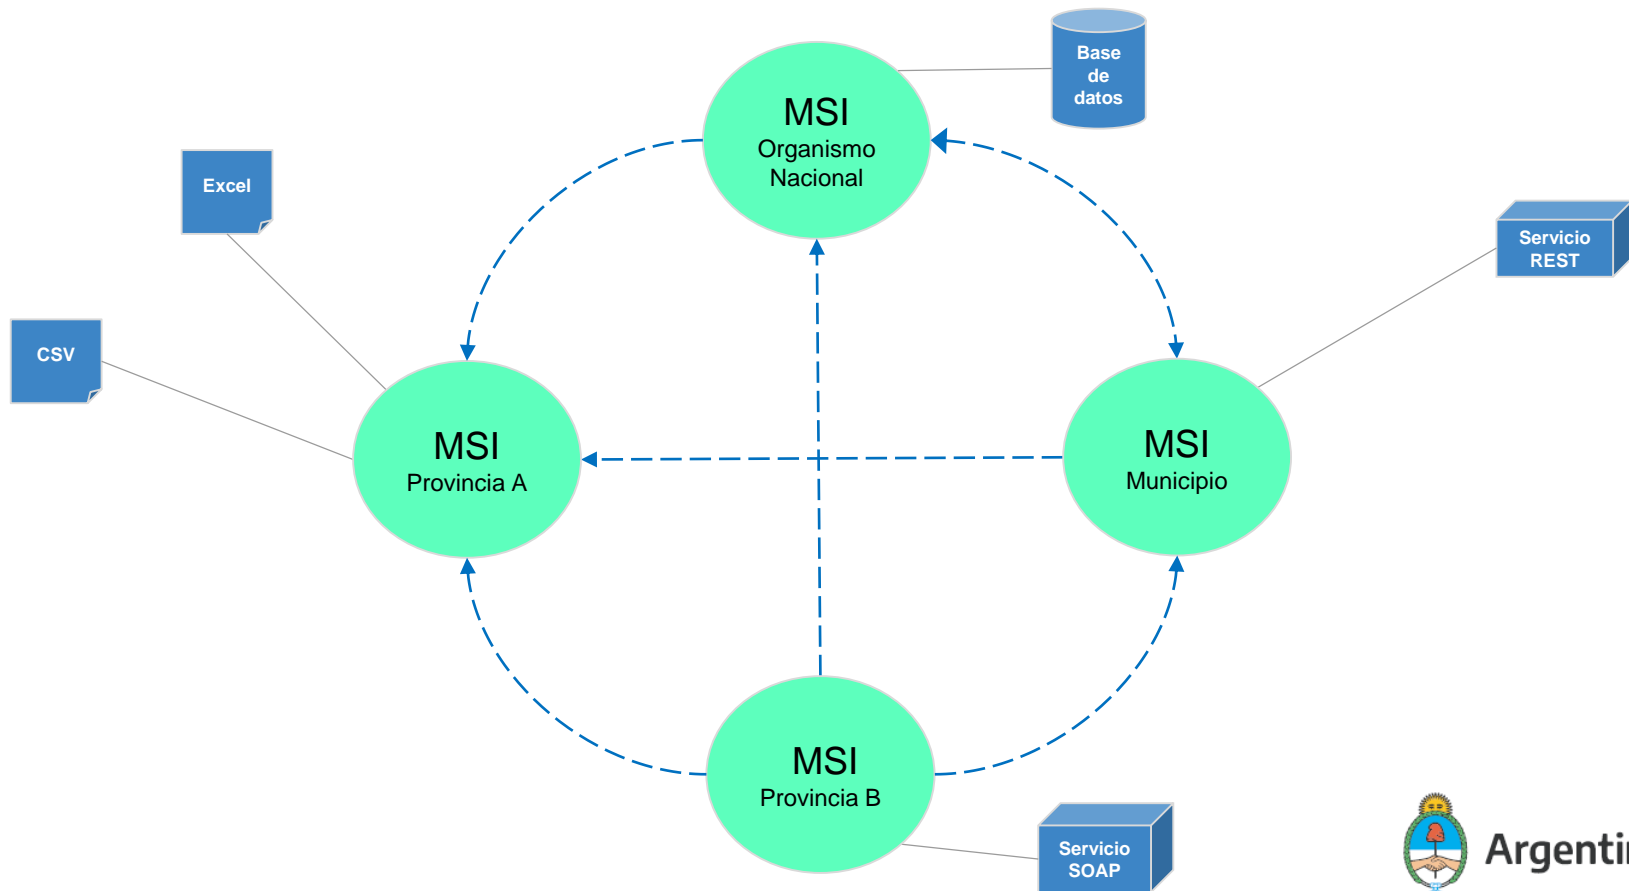 Base
de
datos
MSI
Organismo
Nacional
Excel
Servicio
REST
CSV
MSI
Provincia A
MSI
Municipio
MSI
Provincia B
Servicio
SOAP